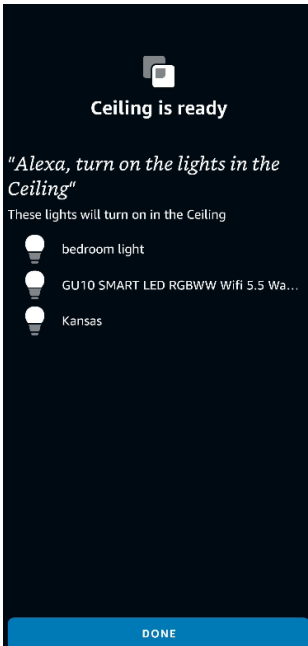 Ceiling is ready
"Alexa, turn on the lights in the
Ceiling"
These lights will turn on in the Ceiling
bedroom light
GU10 SMART LED RGBWW Wifi 5.5 Wa...
Kansas
DONE